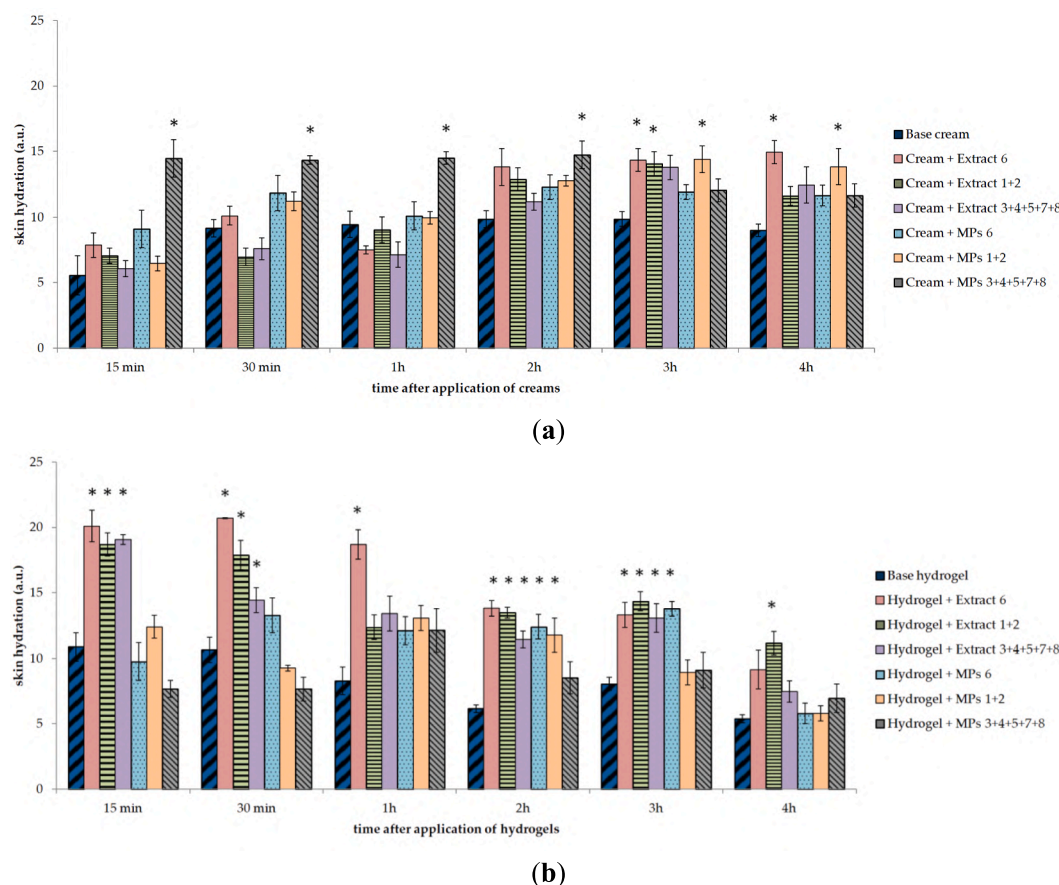 25
20
15
10
5
0
skin hydration (a.u.)
* * * * * * * * *
15 min 30 min 1h 2h 3h 4h
time after application of creams
Base cream
Cream + Extract 6
Cream + Extract 1+2
Cream + Extract 3+4+5+7+8
Cream + MPs 6
Cream + MPs 1+2
Cream + MPs 3+4+5+7+8
(a)
25
20
15
10
5
0
skin hydration (a.u.)
* * * * * * * * * * * * * * * * *
15 min 30 min 1h 2h 3h 4h
time after application of hydrogels
Base hydrogel
Hydrogel + Extract 6
Hydrogel + Extract 1+2
Hydrogel + Extract 3+4+5+7+8
Hydrogel + MPs 6
Hydrogel + MPs 1+2
Hydrogel + MPs 3+4+5+7+8
(b)